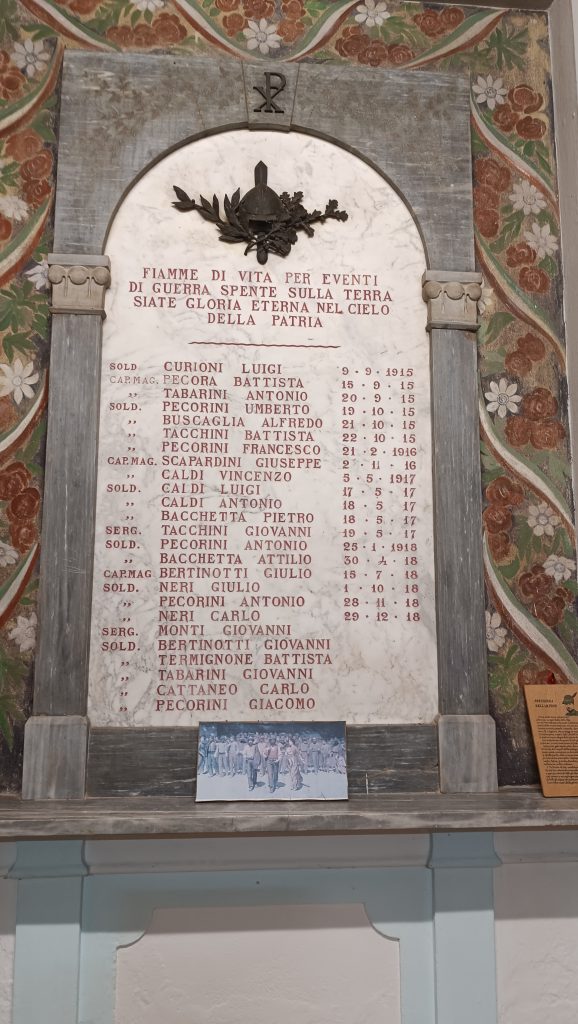 FIAMME DI VITA PER EVENTI
DI GUERRA SPENTE SULLA TERRA
SIATE GLORIA ETERNA NEL CIELO
DELLA PATRIA
SOLD. CURIONI LUIGI 9·9·1915
CAP.MAG. PECORA BATTISTA 15·9·15
,, TABARINI ANTONIO 20·9·15
SOLD. PECORINI UMBERTO 19·10·15
,, BUSCAGLIA ALFREDO 21·10·15
,, TACCHINI BATTISTA 22·10·15
,, PECORINI FRANCESCO 21·2·1916
CAP.MAG. SCAPARDINI GIUSEPPE 2·11·16
,, CALDI VINCENZO 5·5·1917
SOLD. CALDI LUIGI 17·5·17
,, CALDI ANTONIO 18·5·17
,, BACCHETTA PIETRO 18·5·17
SERG. TACCHINI GIOVANNI 19·5·17
SOLD. PECORINI ANTONIO 25·1·1918
,, BACCHETTA ATTILIO 30·4·18
CAP.MAG. BERTINOTTI GIULIO 15·7·18
SOLD. NERI GIULIO 1·10·18
,, PECORINI ANTONIO 28·11·18
,, NERI CARLO 29·12·18
SERG. MONTI GIOVANNI
SOLD. BERTINOTTI GIOVANNI
,, TERMIGNONE BATTISTA
,, TABARINI GIOVANNI
,, CATTANEO CARLO
,, PECORINI GIACOMO
PREGHIERA
DELL'ALPINO